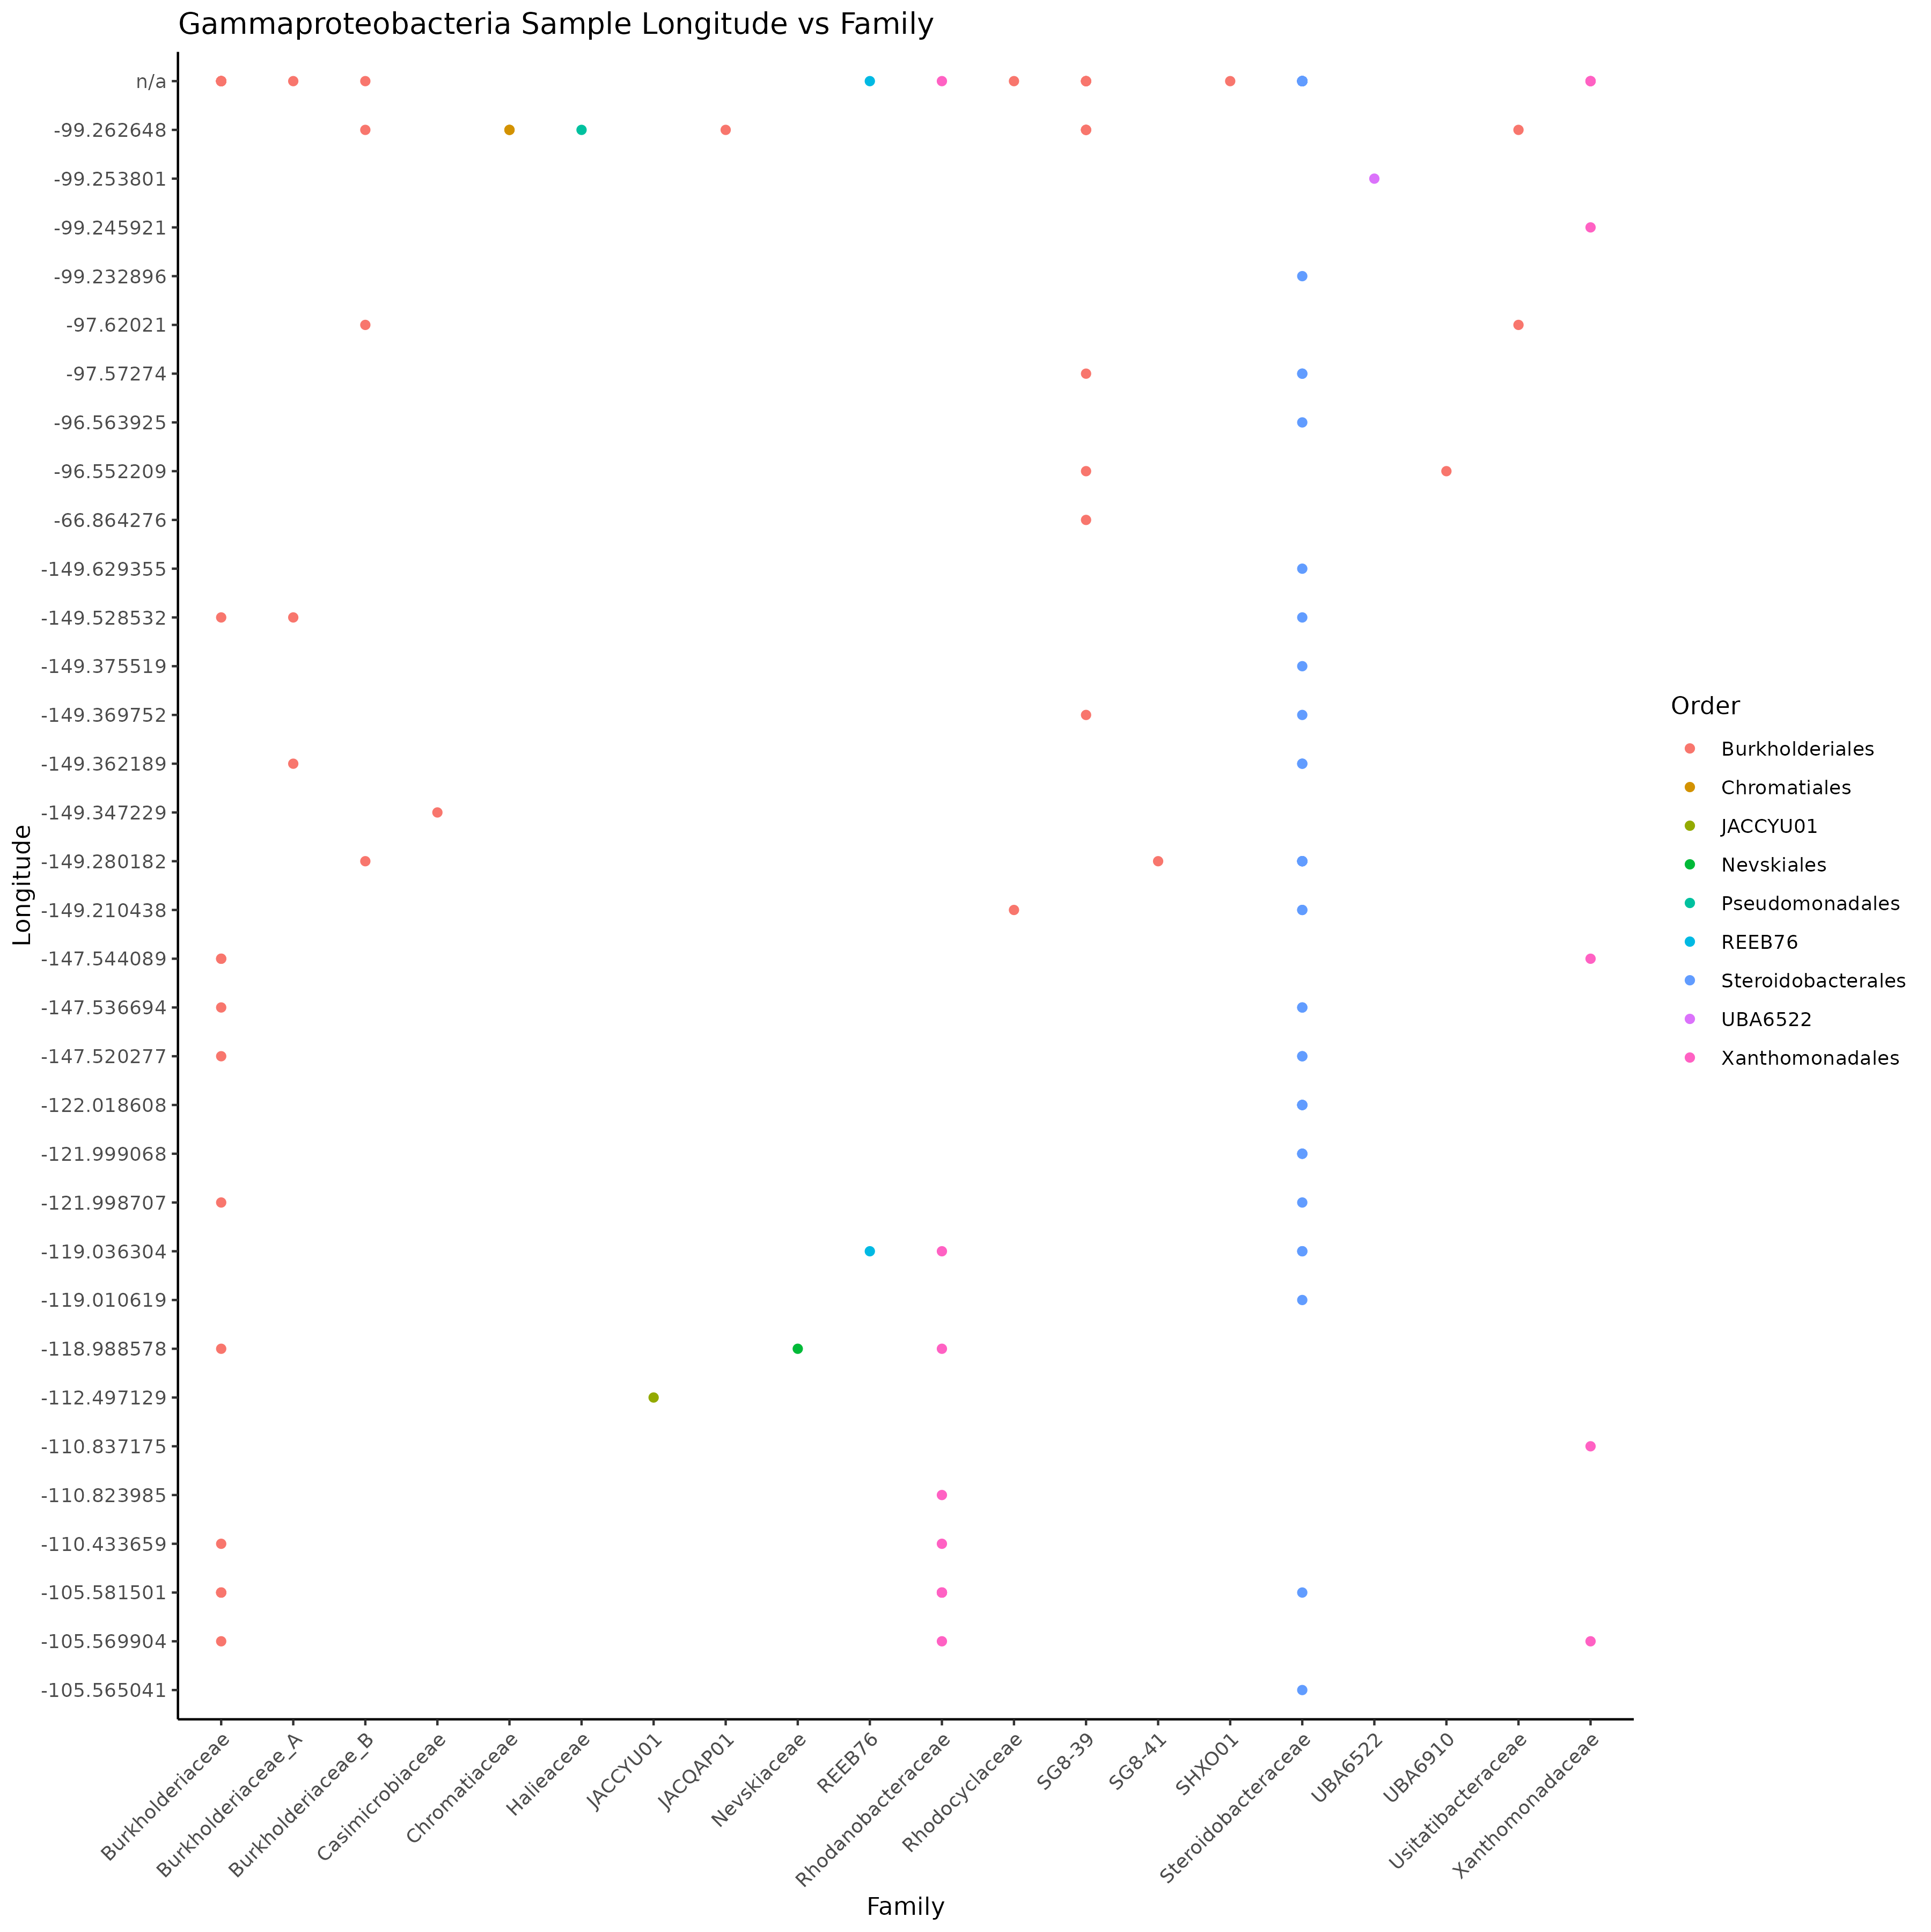 Gammaproteobacteria Sample Longitude vs Family
n/a
-99.262648
-99.253801
-99.245921
-99.232896
-97.62021
-97.57274
-96.563925
-96.552209
-66.864276
-149.629355
-149.528532
-149.375519
-149.369752
-149.362189
-149.347229
-149.280182
-149.210438
-147.544089
-147.536694
-147.520277
-122.018608
-121.999068
-121.998707
-119.036304
-119.010619
-118.988578
-112.497129
-110.837175
-110.823985
-110.433659
-105.581501
-105.569904
-105.565041
Longitude
Burkholderiaceae
Burkholderiaceae_A
Burkholderiaceae_B
Casimicrobiaceae
Chromatiaceae
Halieaceae
JACCYU01
JACQAP01
Nevskiaceae
REEB76
Rhodanobacteraceae
Rhodocyclaceae
SG8-39
SG8-41
SHXO01
Steroidobacteraceae
UBA6522
UBA6910
Usitatibacteraceae
Xanthomonadaceae
Family
Order
Burkholderiales
Chromatiales
JACCYU01
Nevskiales
Pseudomonadales
REEB76
Steroidobacterales
UBA6522
Xanthomonadales